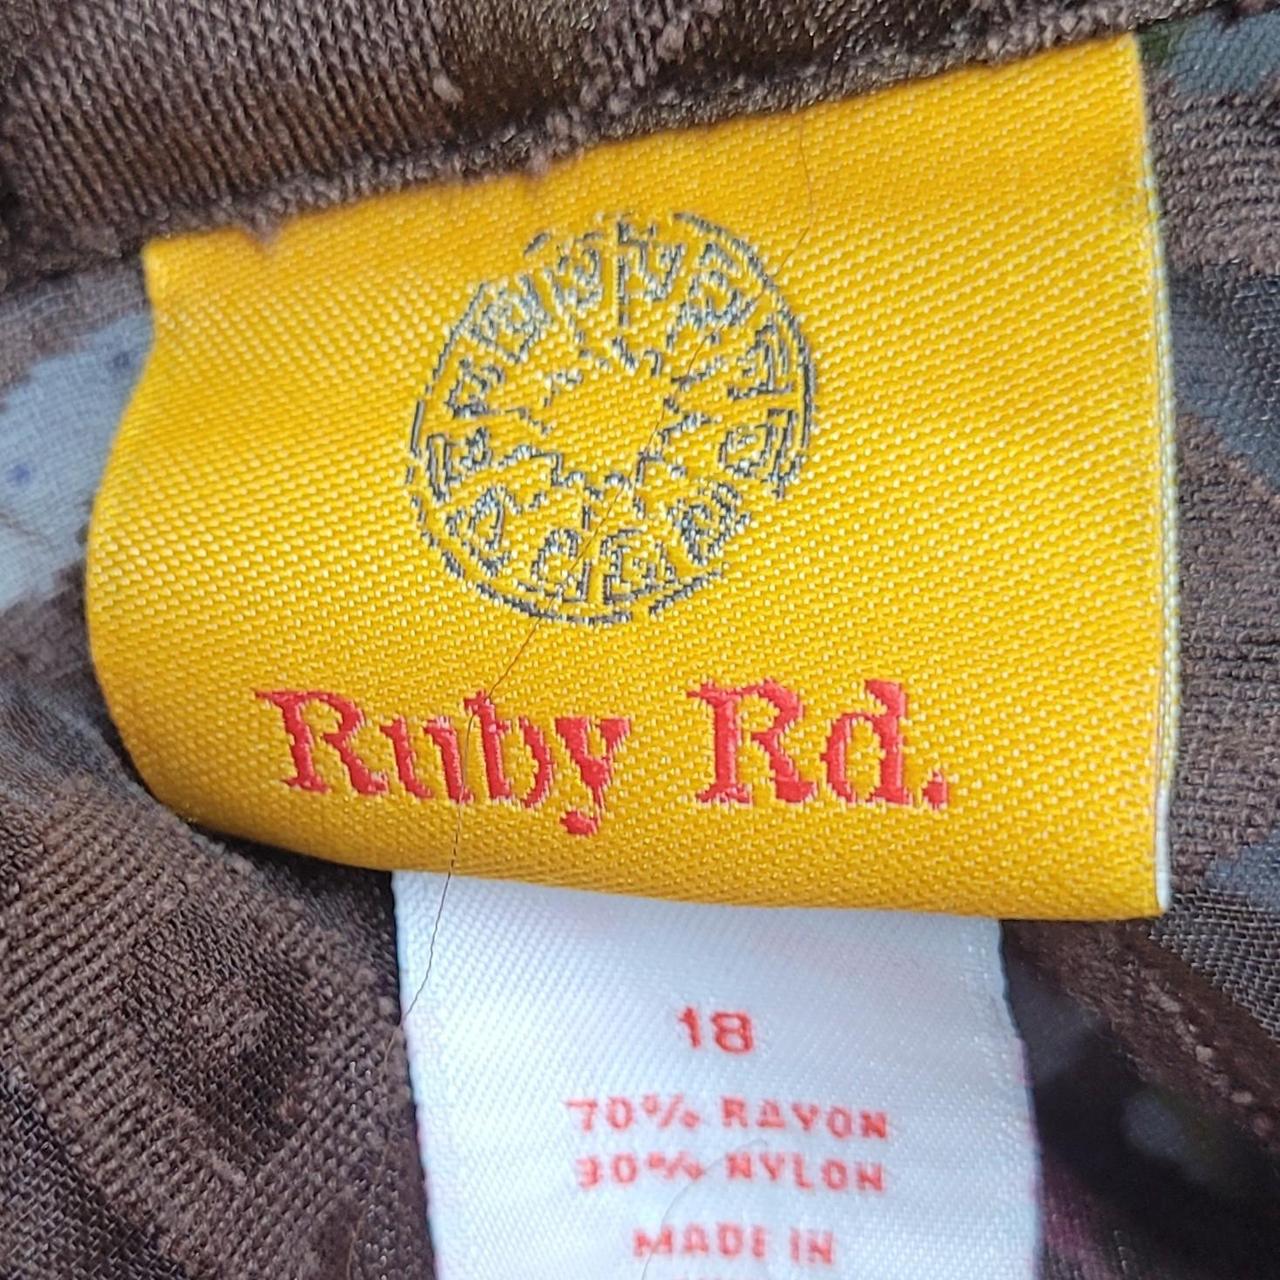 Ruby Rd.
18
70% RAYON
30% NYLON
MADE IN